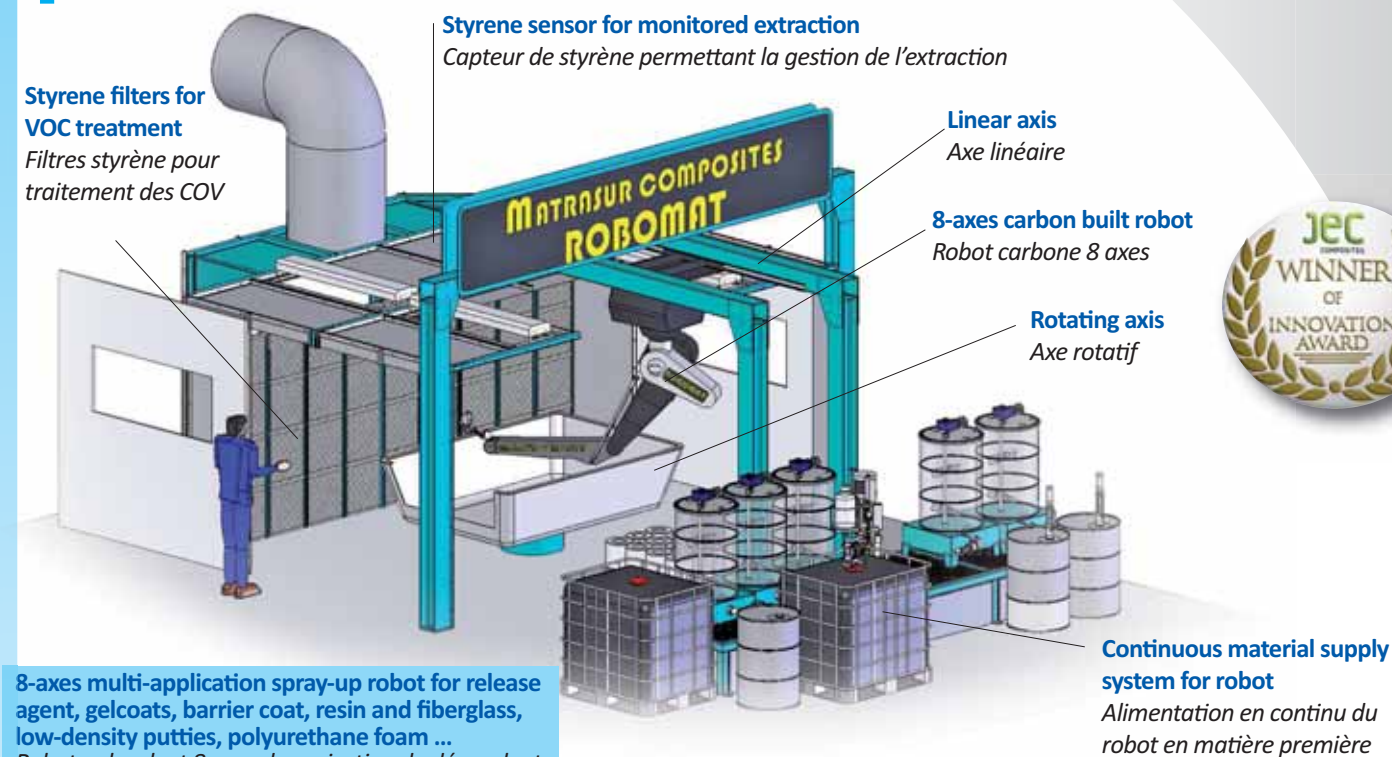 Styrene sensor for monitored extraction
Capteur de styrène permettant la gestion de l'extraction
Styrene filters for
VOC treatment
Filtres styrène pour
traitement des COV
Linear axis
Axe linéaire
MATRASUR COMPOSITES
ROBOMAT
8-axes carbon built robot
Robot carbone 8 axes
Rotating axis
Axe rotatif
JEC
COMPOSITES
WINNER
OF
INNOVATION
AWARD
Continuous material supply
system for robot
Alimentation en continu du
robot en matière première
8-axes multi-application spray-up robot for release
agent, gelcoats, barrier coat, resin and fiberglass,
low-density putties, polyurethane foam ...